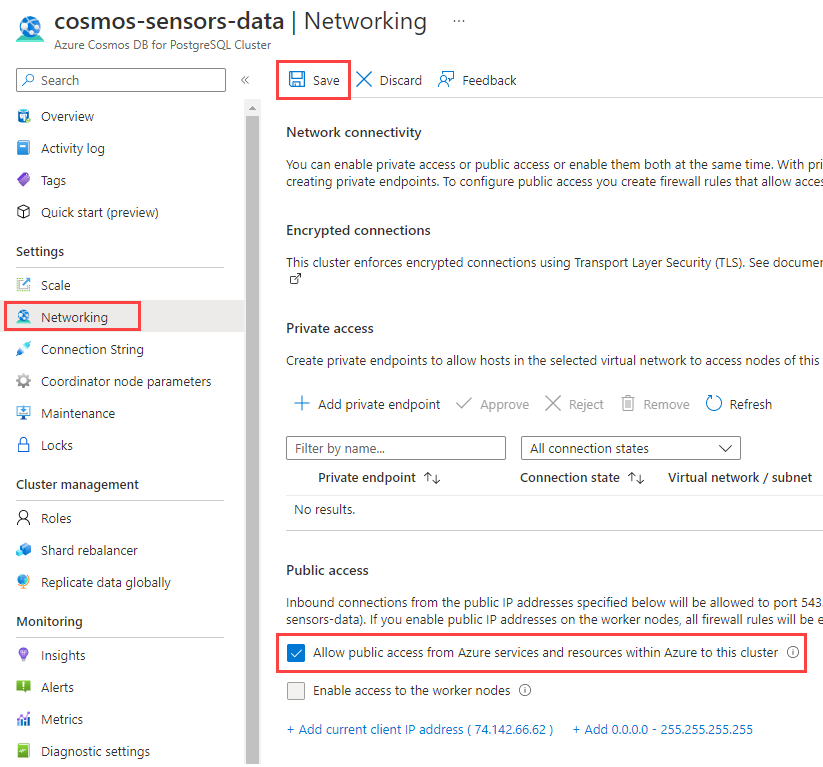 cosmos-sensors-data | Networking ...
Azure Cosmos DB for PostgreSQL Cluster
Search
«
Overview
Activity log
Tags
Quick start (preview)
Settings
Scale
Networking
Connection String
Coordinator node parameters
Maintenance
Locks
Cluster management
Roles
Shard rebalancer
Replicate data globally
Monitoring
Insights
Alerts
Metrics
Diagnostic settings
Save Discard Feedback
Network connectivity
You can enable private access or public access or enable them both at the same time. With pri
creating private endpoints. To configure public access you create firewall rules that allow acces
Encrypted connections
This cluster enforces encrypted connections using Transport Layer Security (TLS). See documen
Private access
Create private endpoints to allow hosts in the selected virtual network to access nodes of this
Add private endpoint Approve Reject Remove Refresh
Filter by name... All connection states
Private endpoint ↑↓ Connection state ↑↓ Virtual network / subnet
No results.
Public access
Inbound connections from the public IP addresses specified below will be allowed to port 543
sensors-data). If you enable public IP addresses on the worker nodes, all firewall rules will be e
Allow public access from Azure services and resources within Azure to this cluster
Enable access to the worker nodes
+ Add current client IP address ( 74.142.66.62 ) + Add 0.0.0.0 - 255.255.255.255